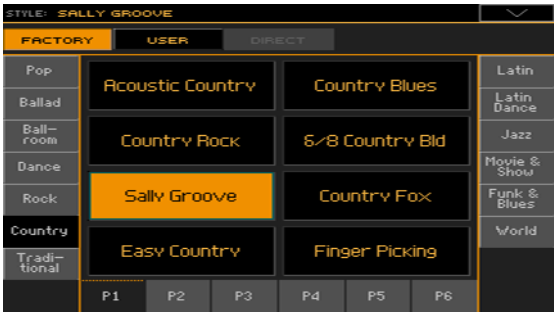 STYLE: SALLY GROOVE
FACTORY USER DIRECT
Pop
Ballad
Ball-
room
Dance
Rock
Country
Tradi-
tional
Acoustic Country
Country Blues
Country Rock
6/8 Country Bld
Sally Groove
Country Fox
Easy Country
Finger Picking
Latin
Latin
Dance
Jazz
Movie &
Show
Funk &
Blues
World
P1 P2 P3 P4 P5 P6